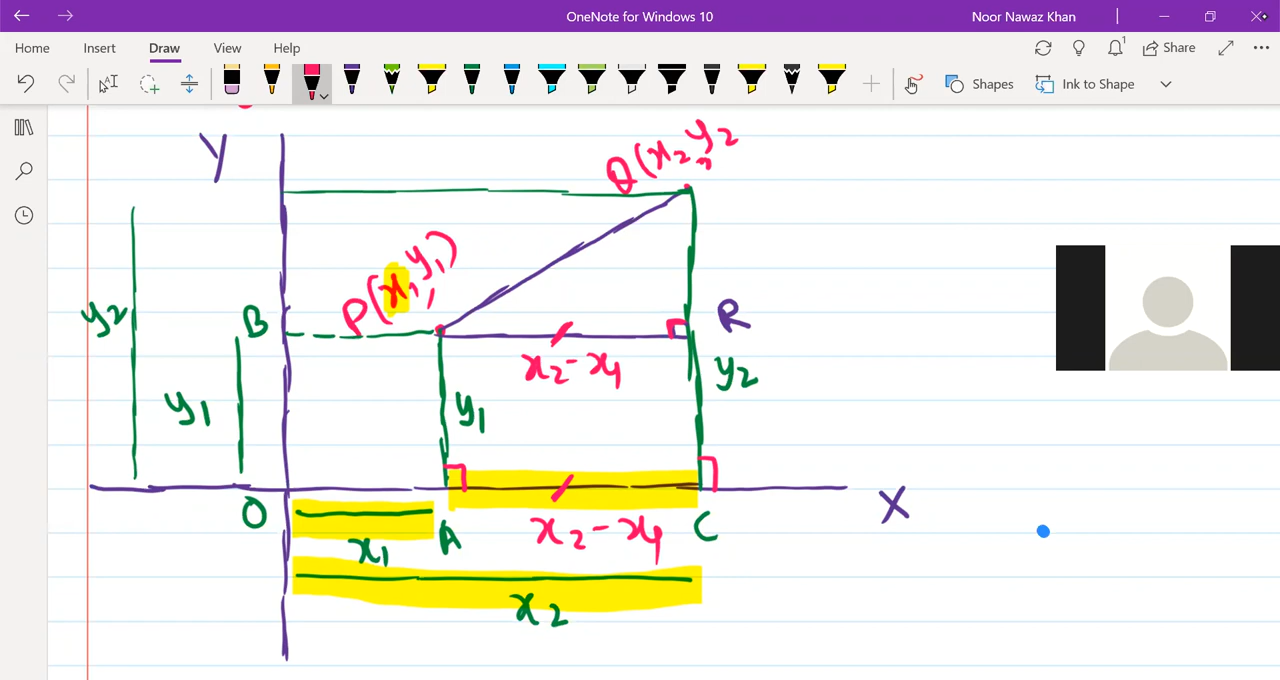 OneNote for Windows 10
Noor Nawaz Khan
Home Insert Draw View Help
1 Share
Shapes Ink to Shape
Y
Q(x2, y2
P(x1, y1)
y2
B
R
x2 - x1
y2
y1
y1
O
A
C
X
x1
x2 - x1
x2